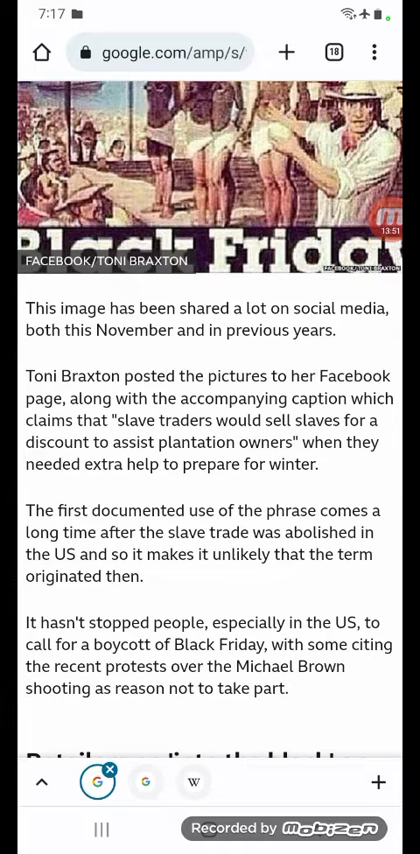 7:17
google.com/amp/s/
18
13:51
Black Friday
FACEBOOK/TONI BRAXTON
FACEBOOK/TONI BRAXTON
This image has been shared a lot on social media,
both this November and in previous years.
Toni Braxton posted the pictures to her Facebook
page, along with the accompanying caption which
claims that "slave traders would sell slaves for a
discount to assist plantation owners" when they
needed extra help to prepare for winter.
The first documented use of the phrase comes a
long time after the slave trade was abolished in
the US and so it makes it unlikely that the term
originated then.
It hasn't stopped people, especially in the US, to
call for a boycott of Black Friday, with some citing
the recent protests over the Michael Brown
shooting as reason not to take part.
G
G
W
Recorded by mobizen